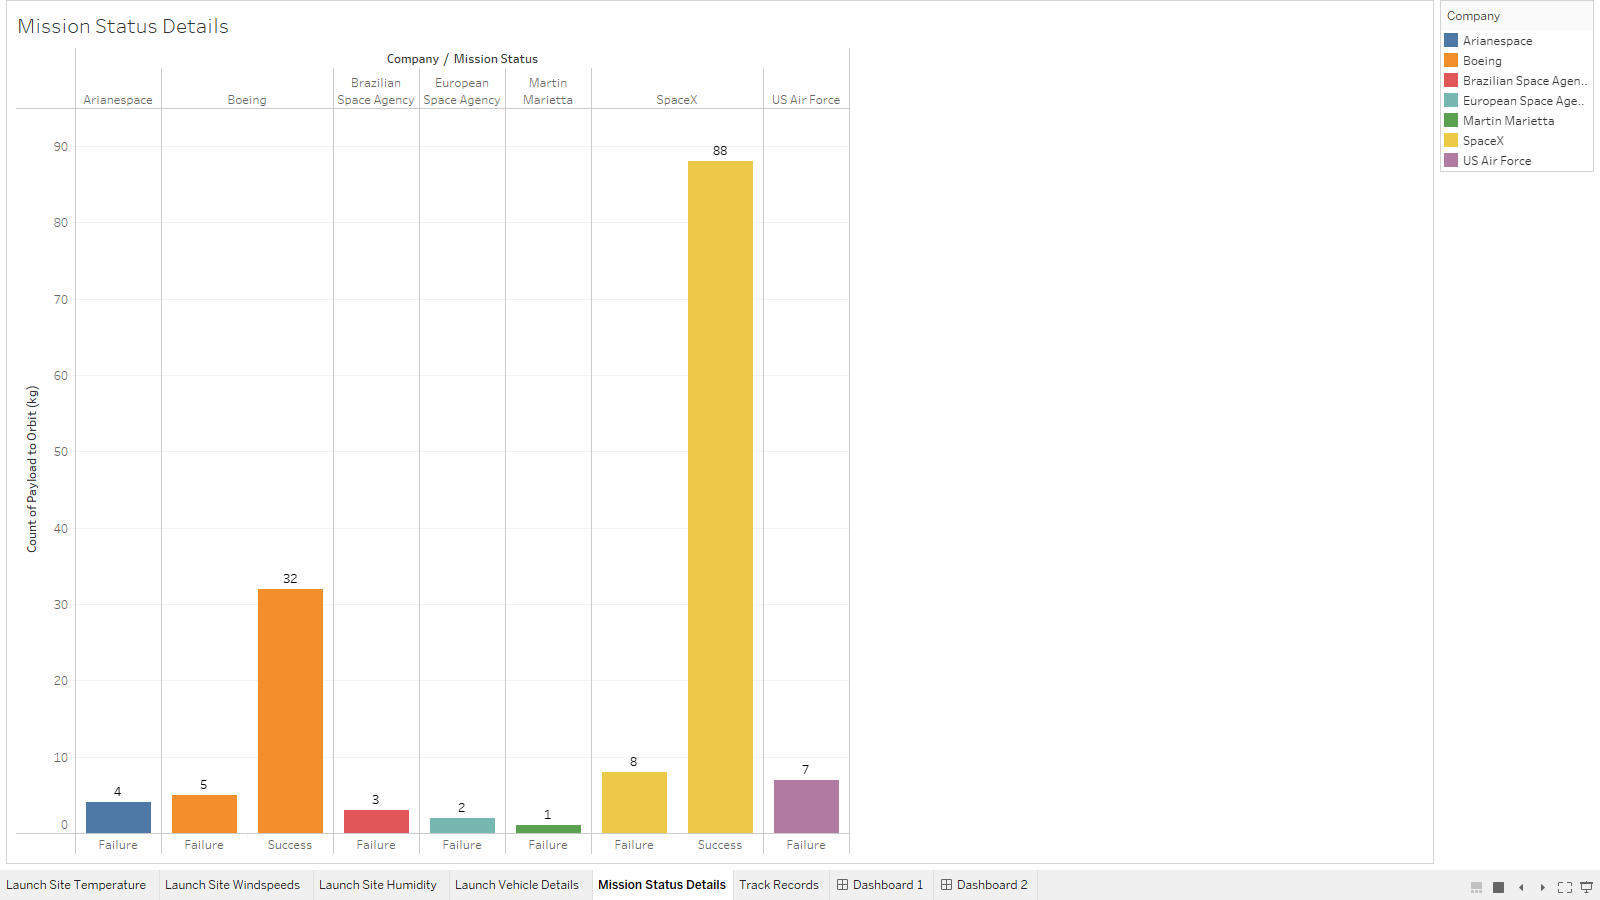 Mission Status Details
Company / Mission Status
Arianespace
Boeing
Brazilian
Space Agency
European
Space Agency
Martin
Marietta
SpaceX
US Air Force
Count of Payload to Orbit (kg)
90
80
70
60
50
40
30
20
10
0
4
5
32
3
2
1
8
88
7
Failure
Failure
Success
Failure
Failure
Failure
Failure
Success
Failure
Company
Arianespace
Boeing
Brazilian Space Agen..
European Space Age..
Martin Marietta
SpaceX
US Air Force
Launch Site Temperature
Launch Site Windspeeds
Launch Site Humidity
Launch Vehicle Details
Mission Status Details
Track Records
Dashboard 1
Dashboard 2